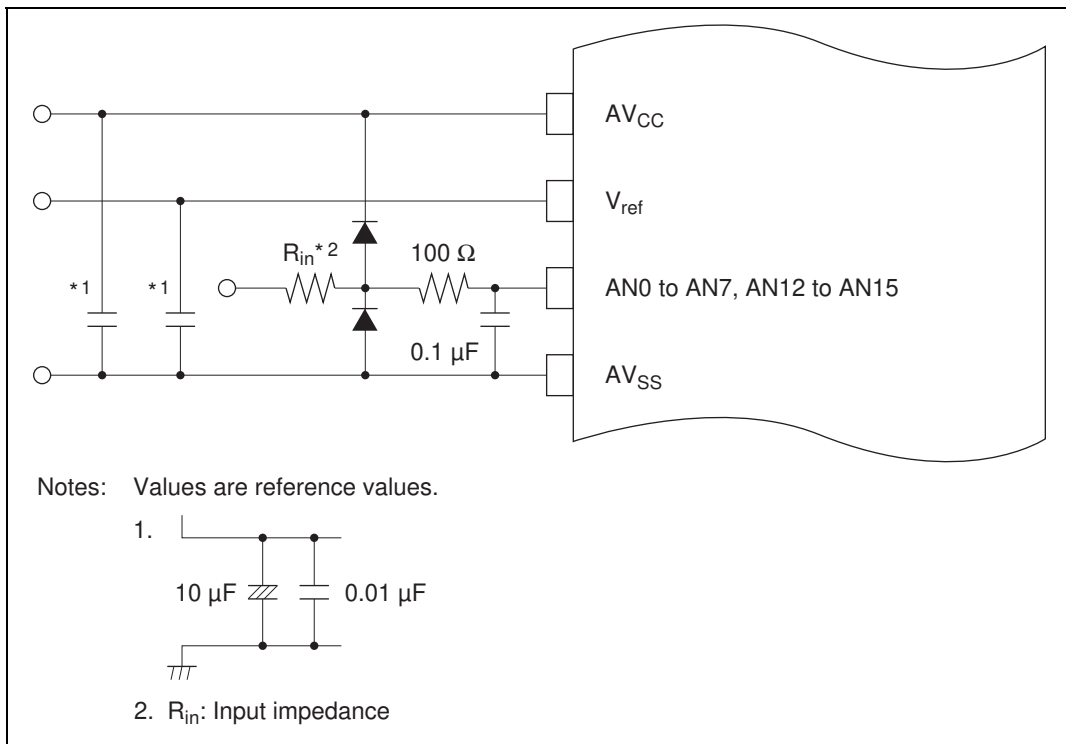 AVCC
Vref
Rin*2
100 Ω
*1
*1
AN0 to AN7, AN12 to AN15
0.1 µF
AVSS
Notes: Values are reference values.
1.
10 µF
0.01 µF
2. Rin: Input impedance